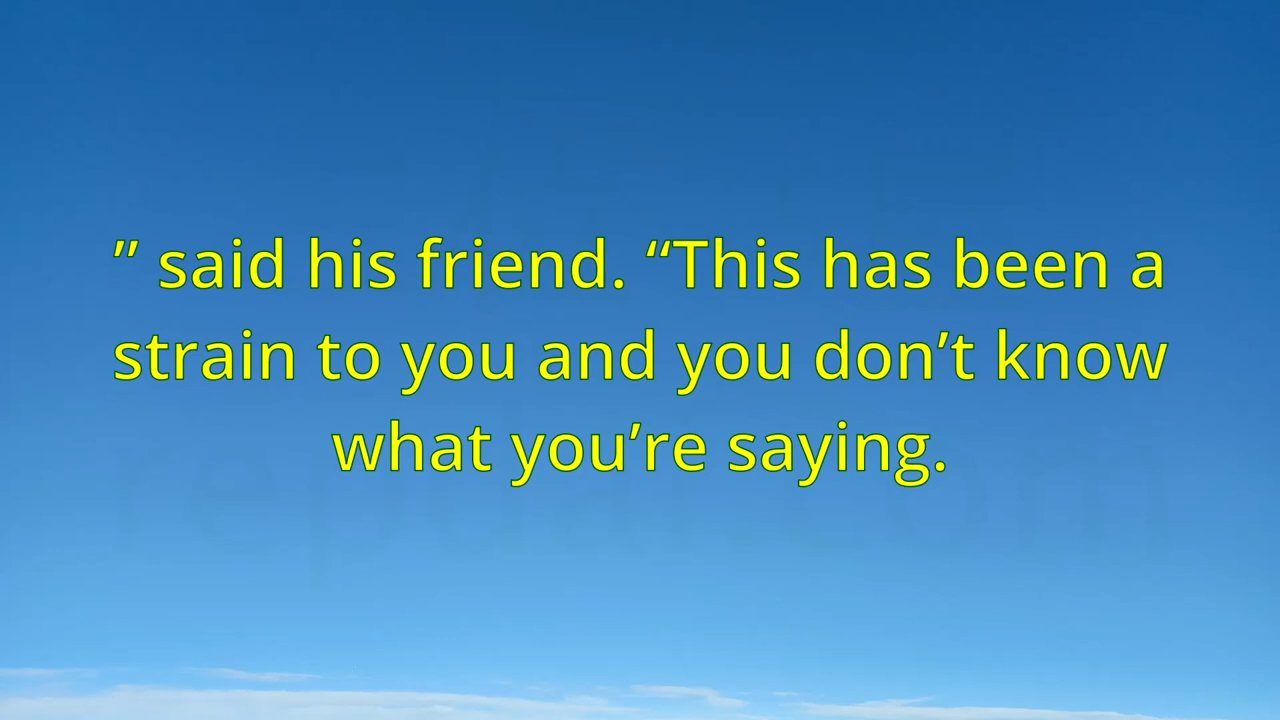 ” said his friend. “This has been a
strain to you and you don’t know
what you’re saying.